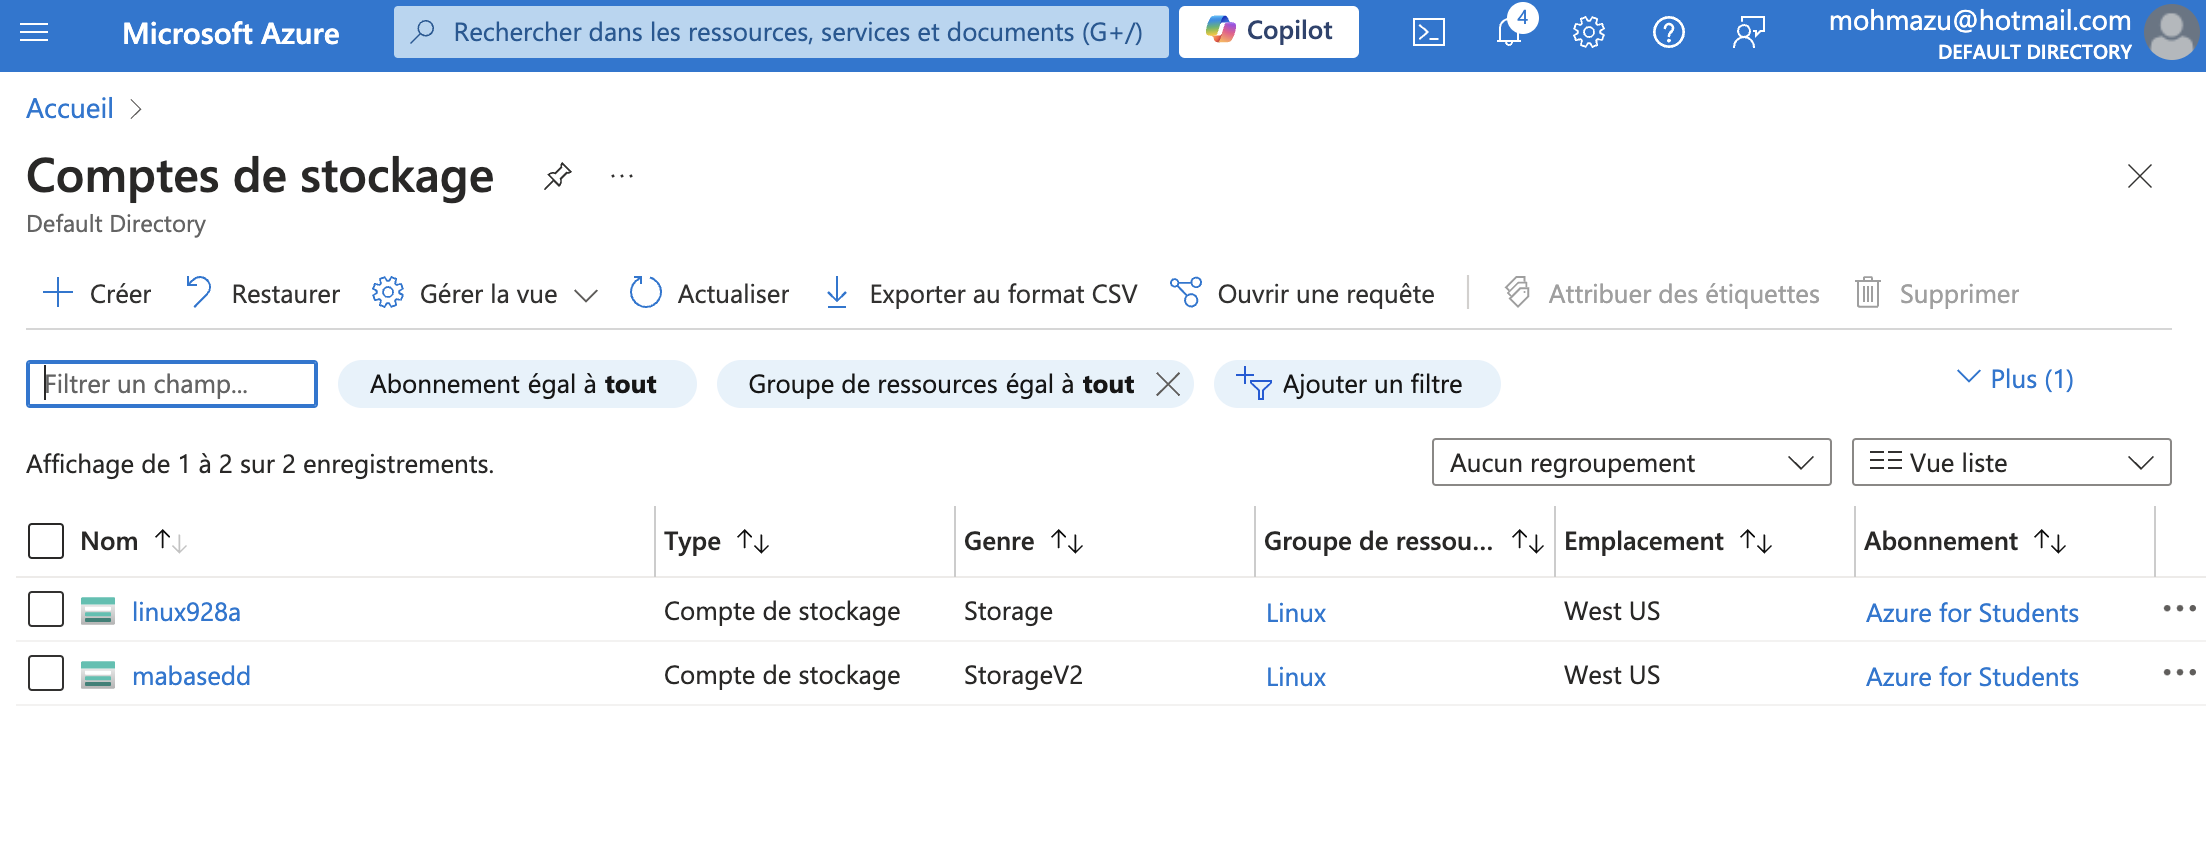 Microsoft Azure
Rechercher dans les ressources, services et documents (G+/)
Copilot
4
mohmazu@hotmail.com
DEFAULT DIRECTORY
Accueil
Comptes de stockage
Default Directory
Créer
Restaurer
Gérer la vue
Actualiser
Exporter au format CSV
Ouvrir une requête
Attribuer des étiquettes
Supprimer
Filtrer un champ...
Abonnement égal à tout
Groupe de ressources égal à tout
Ajouter un filtre
Plus (1)
Affichage de 1 à 2 sur 2 enregistrements.
Aucun regroupement
Vue liste
Nom Type Genre Groupe de ressou... Emplacement Abonnement
linux928a Compte de stockage Storage Linux West US Azure for Students
mabasedd Compte de stockage StorageV2 Linux West US Azure for Students